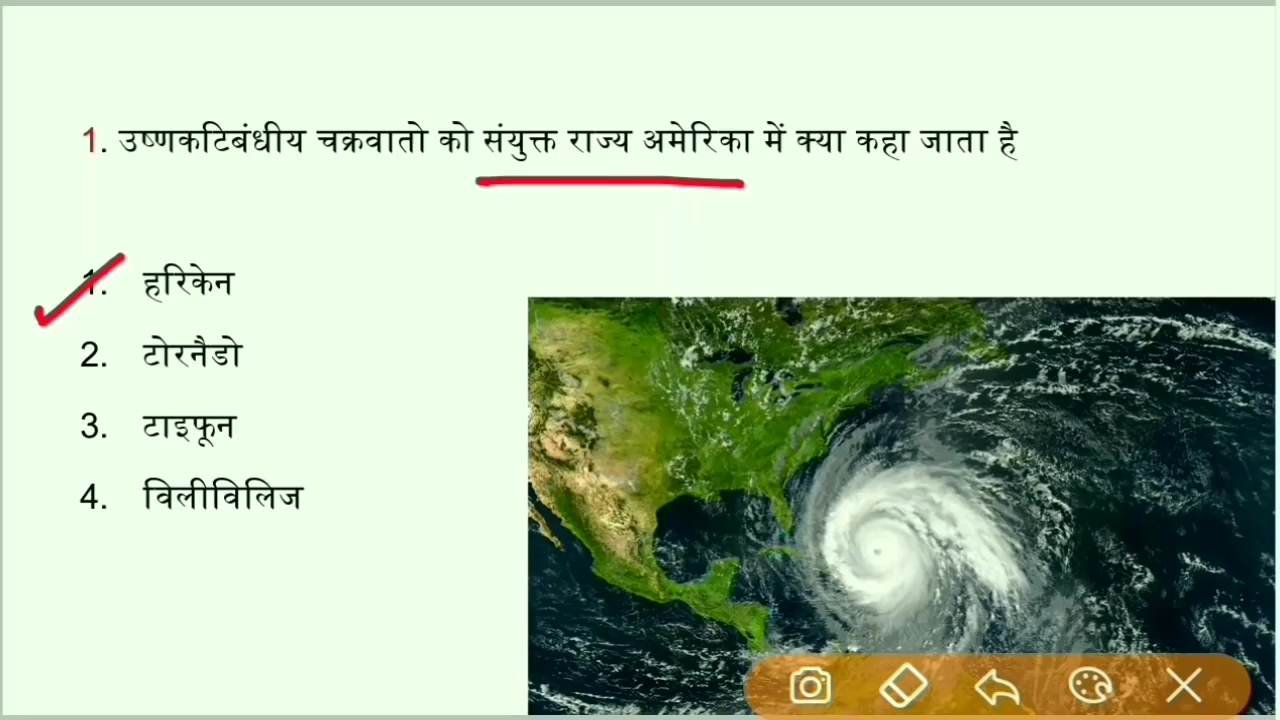 1. उष्णकटिबंधीय चक्रवातो को संयुक्त राज्य अमेरिका में क्या कहा जाता है
1. हरिकेन
2. टोरनैडो
3. टाइफून
4. विलीविलिज